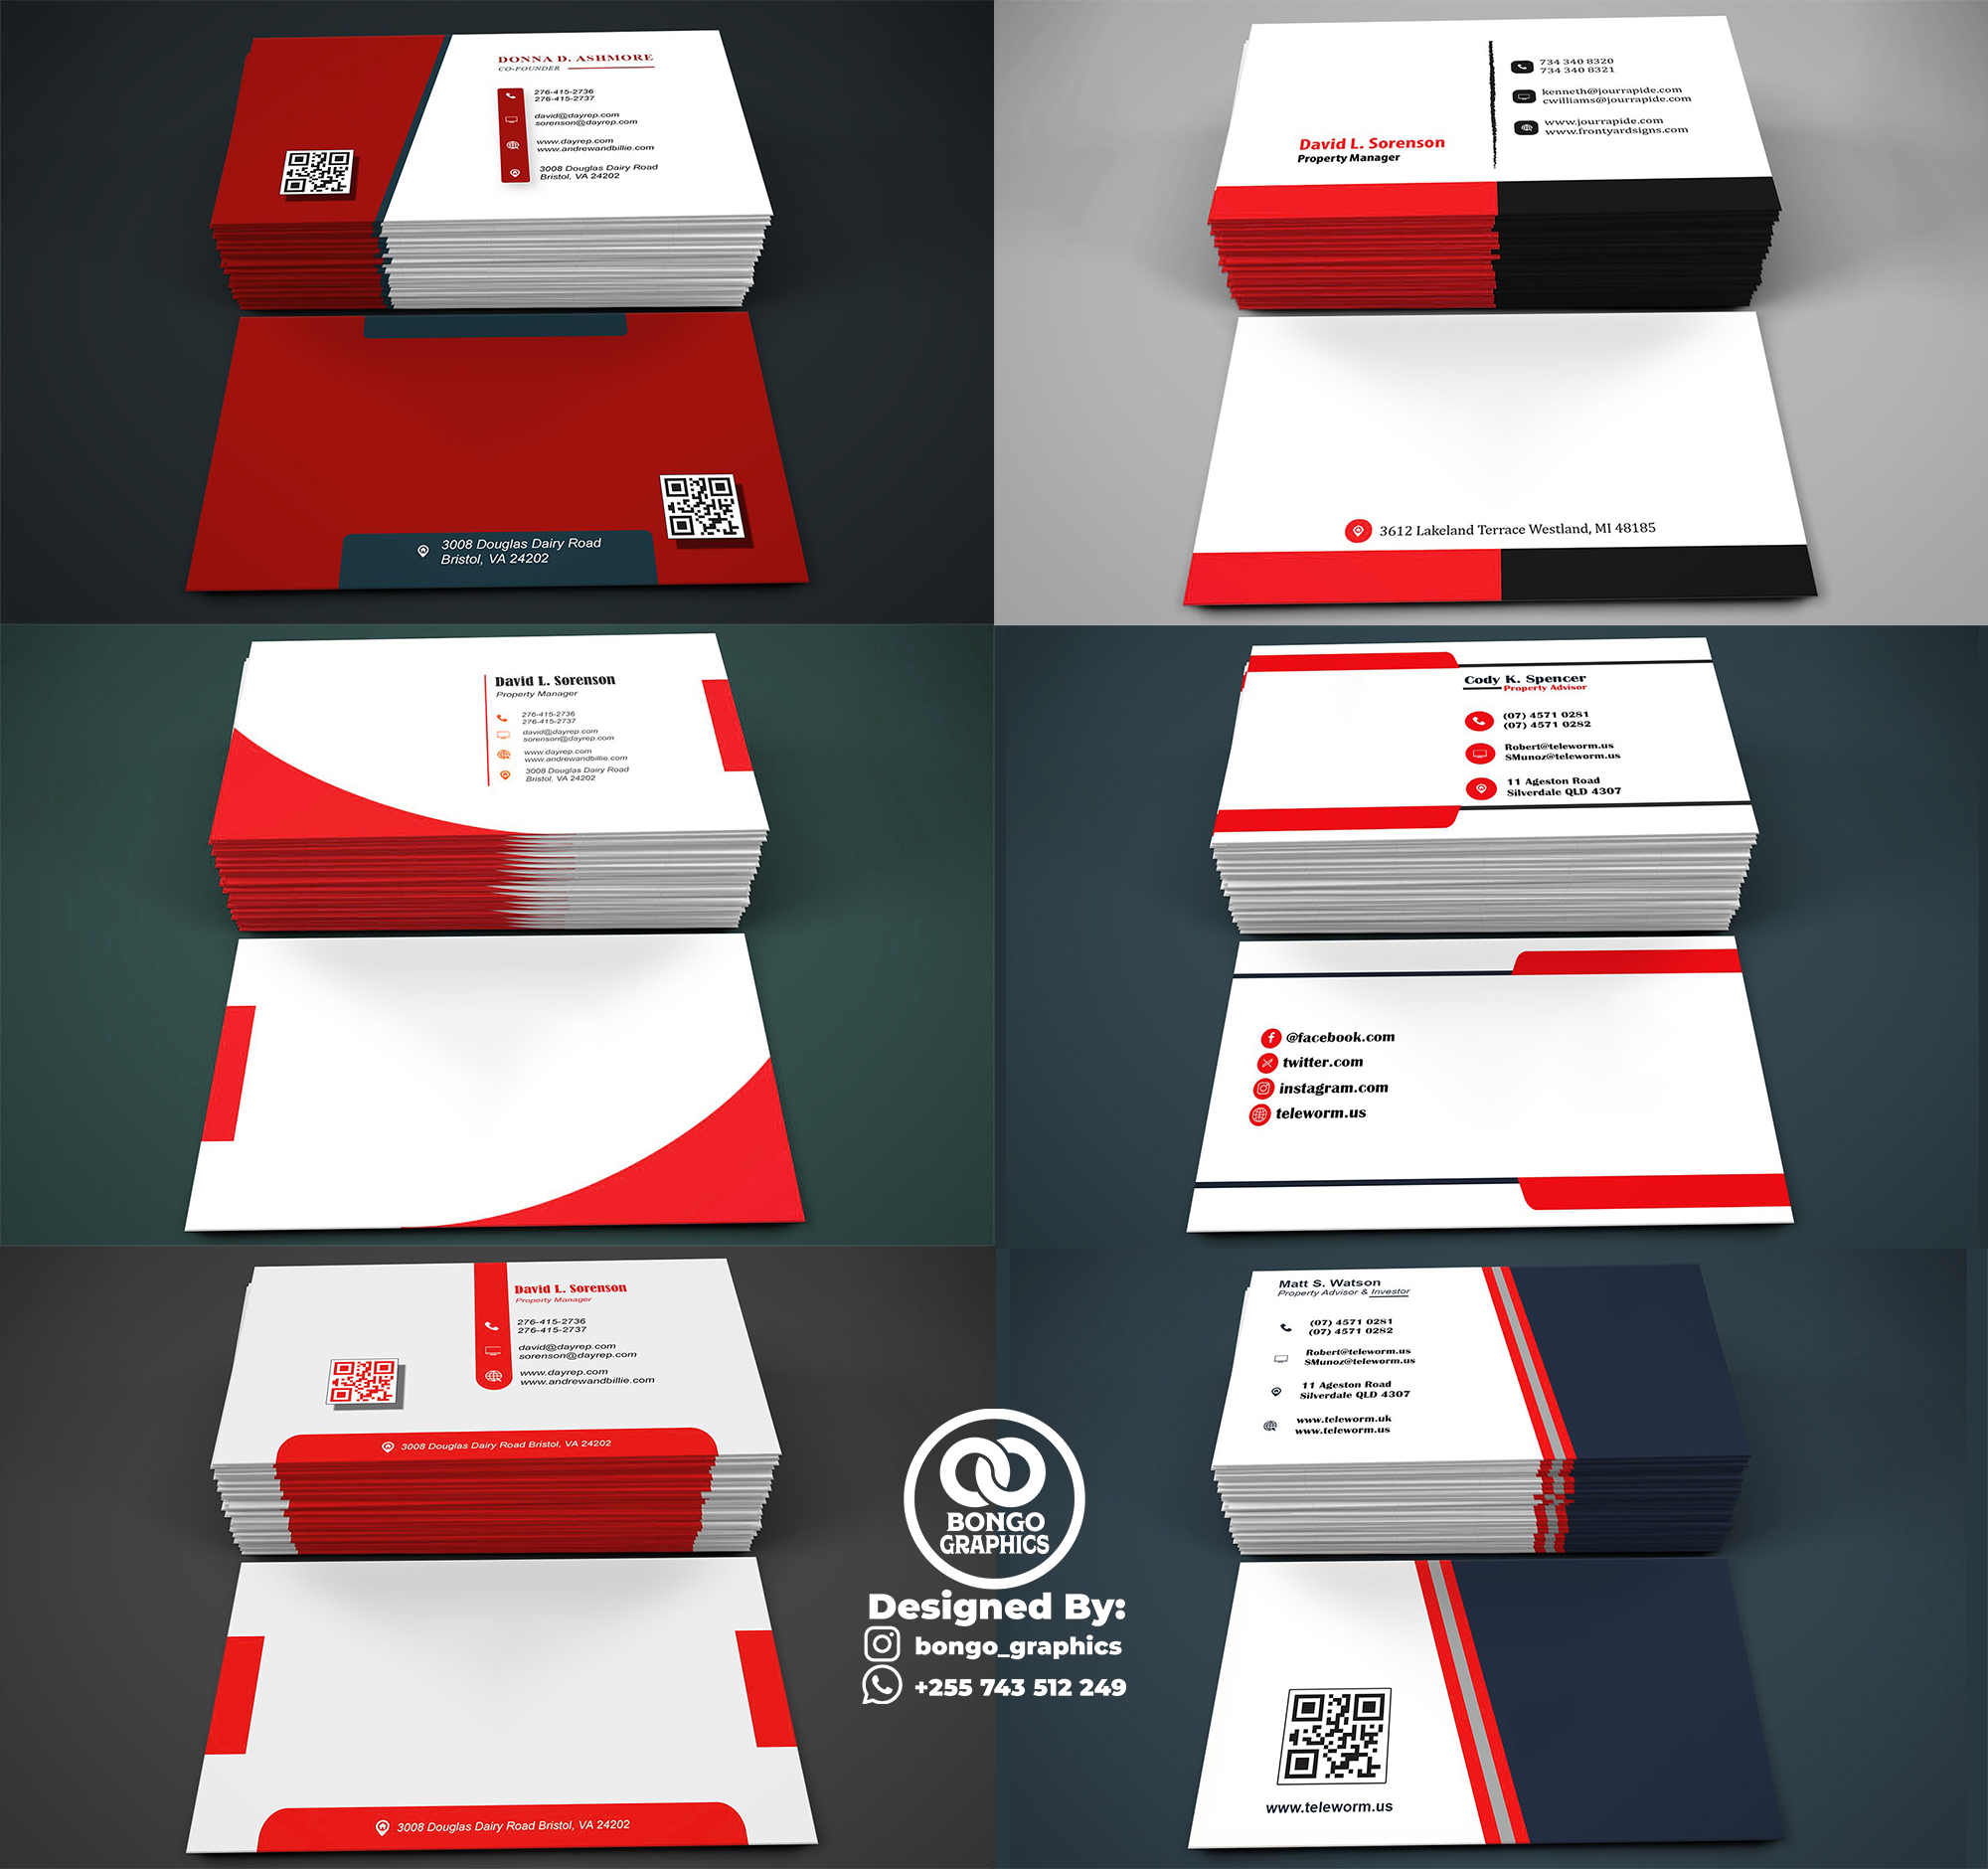 DONNA D. ASHMORE
CO-FOUNDER
276-415-2736
276-415-2737
david@dayrep.com
sorenson@dayrep.com
www.dayrep.com
www.andrewandbillie.com
3008 Douglas Dairy Road
Bristol, VA 24202
3008 Douglas Dairy Road
Bristol, VA 24202
734 340 8320
734 340 8321
kenneth@jourrapide.com
cwilliams@jourrapide.com
www.jourrapide.com
www.frontyardsigns.com
David L. Sorenson
Property Manager
3612 Lakeland Terrace Westland, MI 48185
David L. Sorenson
Property Manager
276-415-2736
276-415-2737
david@dayrep.com
sorenson@dayrep.com
www.dayrep.com
www.andrewandbillie.com
3008 Douglas Dairy Road
Bristol, VA 24202
Cody K. Spencer
Property Advisor
(07) 4571 0281
(07) 4571 0282
Robert@teleworm.us
SMunoz@teleworm.us
11 Ageston Road
Silverdale QLD 4307
@facebook.com
twitter.com
instagram.com
teleworm.us
David L. Sorenson
Property Manager
276-415-2736
276-415-2737
david@dayrep.com
sorenson@dayrep.com
www.dayrep.com
www.andrewandbillie.com
3008 Douglas Dairy Road Bristol, VA 24202
3008 Douglas Dairy Road Bristol, VA 24202
Matt S. Watson
Property Advisor & Investor
(07) 4571 0281
(07) 4571 0282
Robert@teleworm.us
SMunoz@teleworm.us
11 Ageston Road
Silverdale QLD 4307
www.teleworm.uk
www.teleworm.us
www.teleworm.us
BONGO
GRAPHICS
Designed By:
bongo_graphics
+255 743 512 249